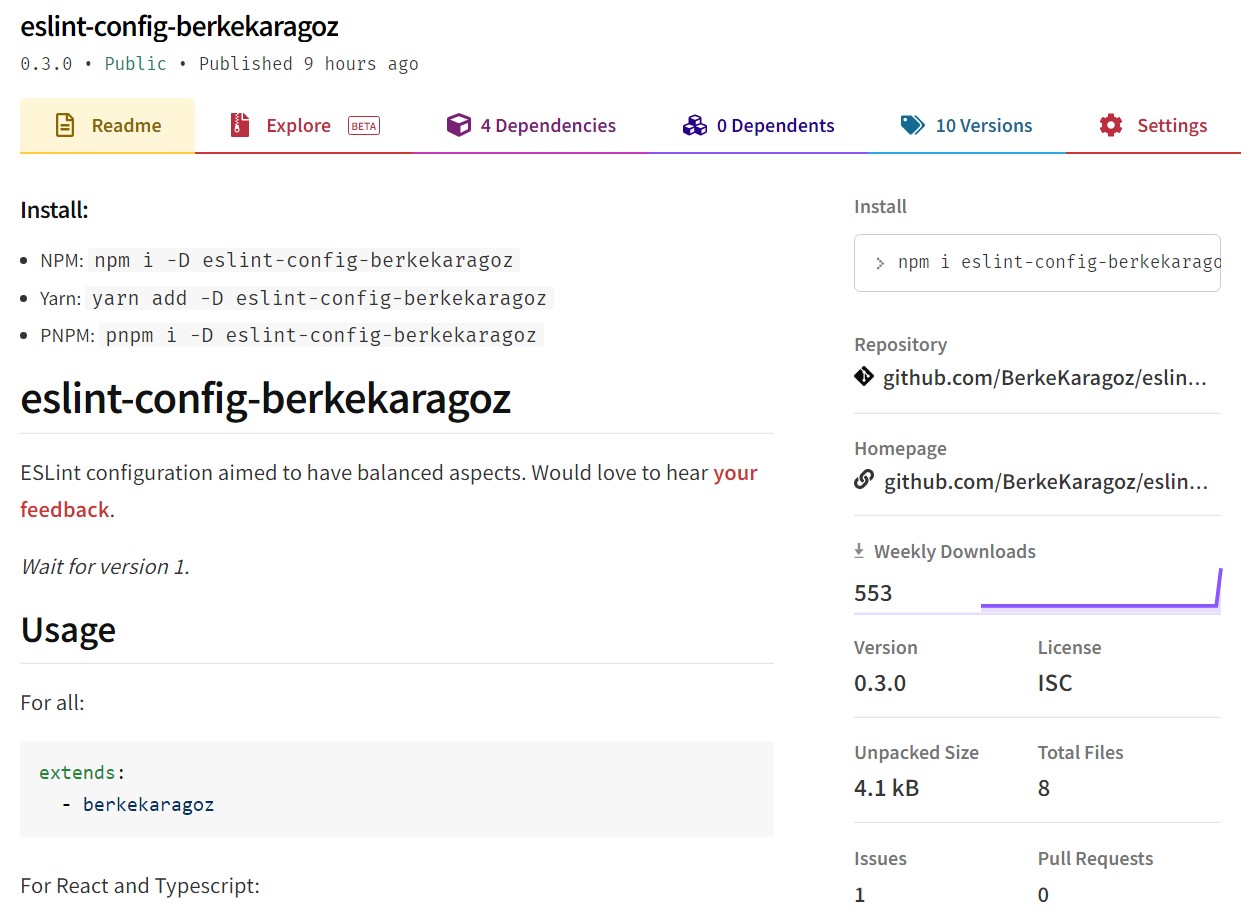 eslint-config-berkekaragoz
0.3.0 • Public • Published 9 hours ago
Readme
Explore BETA
4 Dependencies
0 Dependents
10 Versions
Settings
Install:
• NPM: npm i -D eslint-config-berkekaragoz
• Yarn: yarn add -D eslint-config-berkekaragoz
• PNPM: pnpm i -D eslint-config-berkekaragoz
eslint-config-berkekaragoz
ESLint configuration aimed to have balanced aspects. Would love to hear your
feedback.
Wait for version 1.
Usage
For all:
extends:
- berkekaragoz
For React and Typescript:
Install
> npm i eslint-config-berkekarago
Repository
github.com/BerkeKaragoz/eslin...
Homepage
github.com/BerkeKaragoz/eslin...
Weekly Downloads
553
Version
0.3.0
License
ISC
Unpacked Size
4.1 kB
Total Files
8
Issues
1
Pull Requests
0